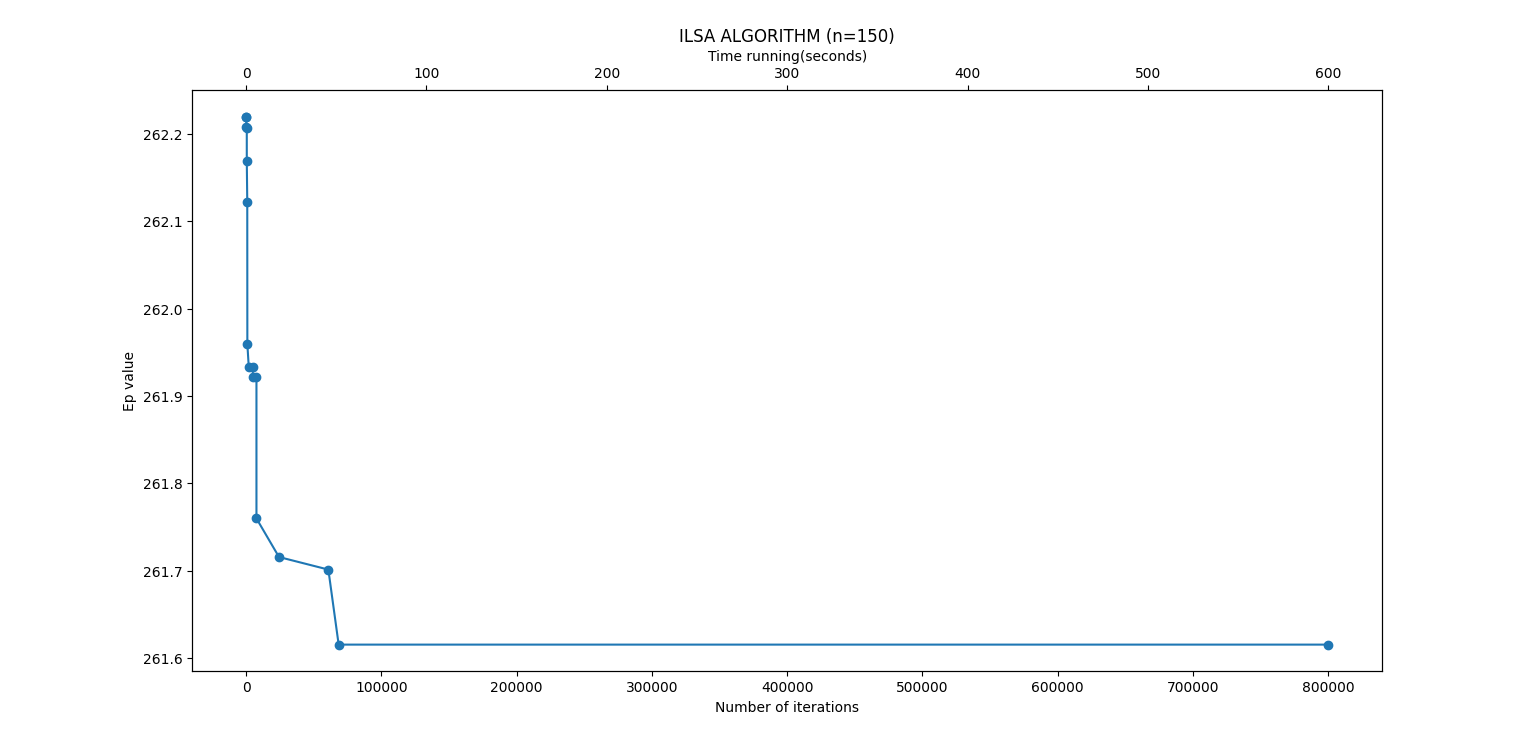 ILSA ALGORITHM (n=150)
Time running(seconds)
0 100 200 300 400 500 600
262.2
262.1
262.0
261.9
261.8
261.7
261.6
Ep value
0 100000 200000 300000 400000 500000 600000 700000 800000
Number of iterations